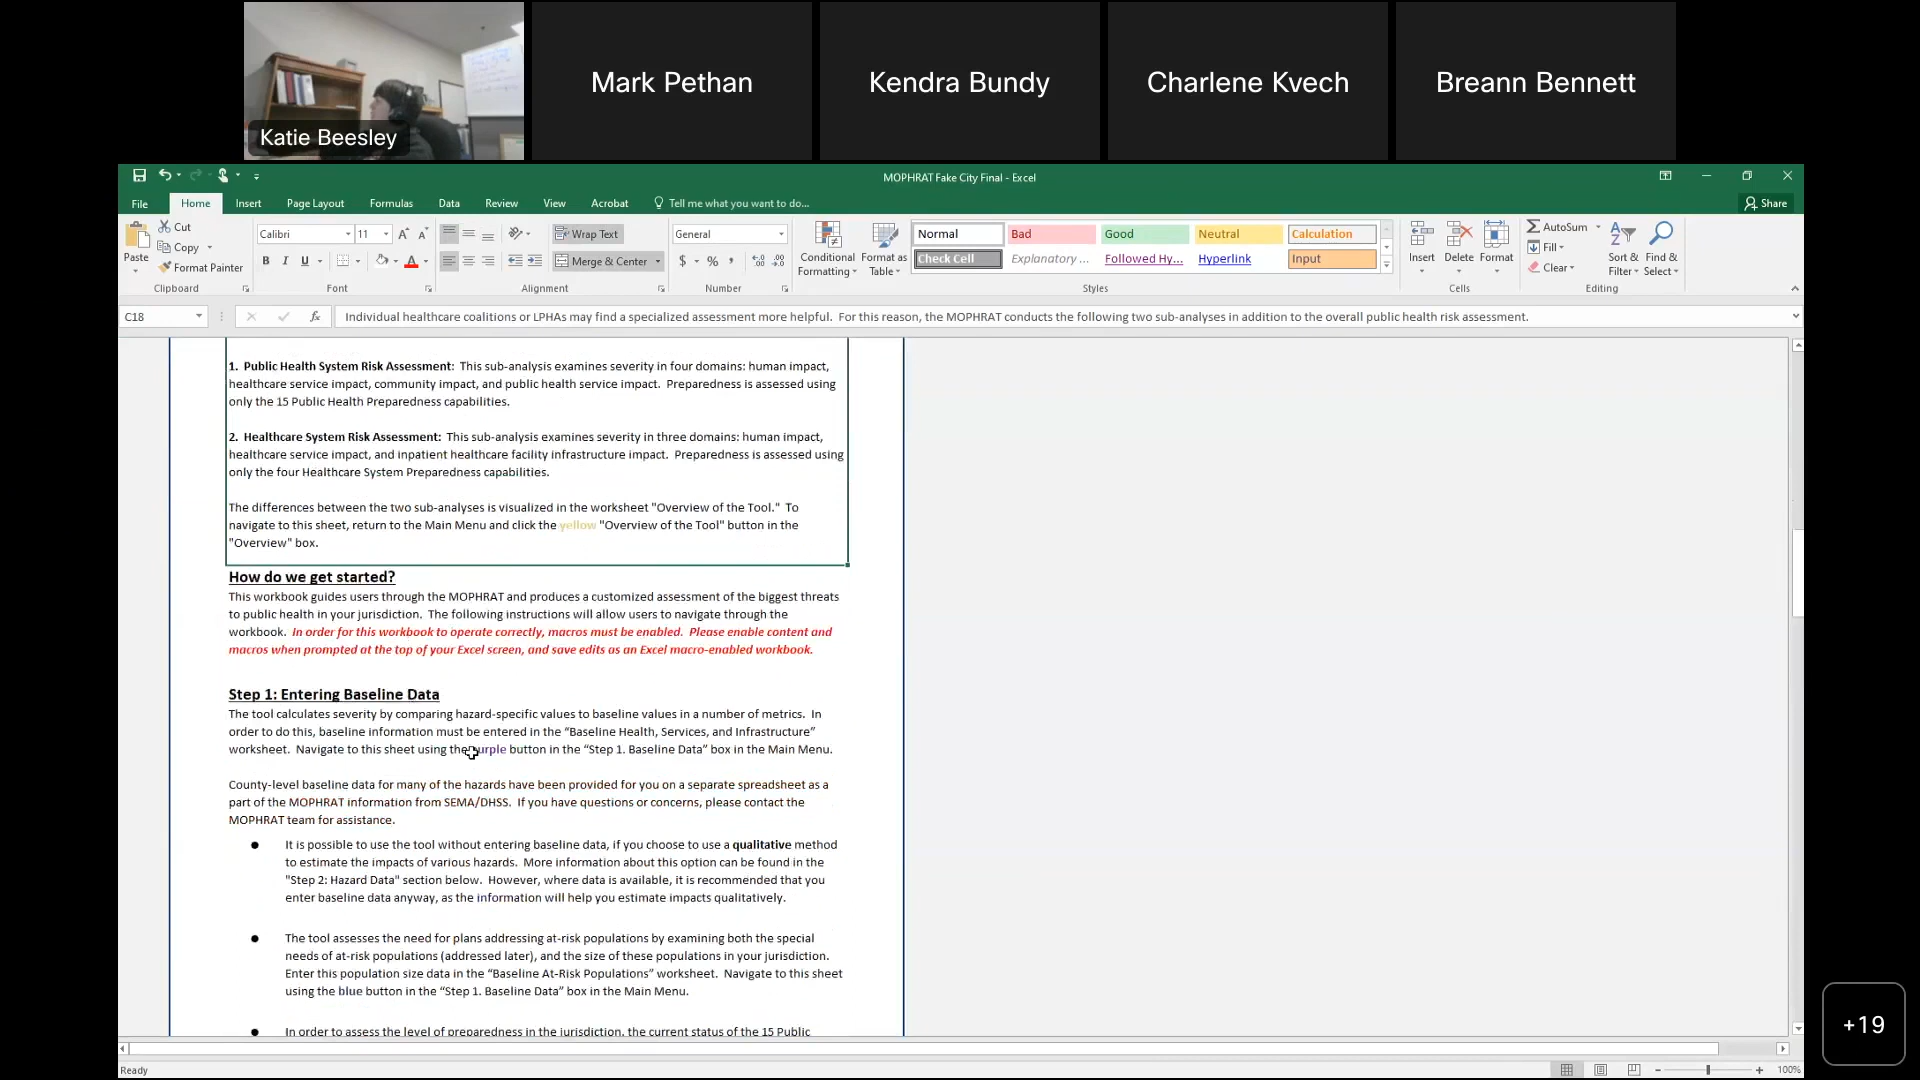 Katie Beesley
Mark Pethan
Kendra Bundy
Charlene Kvech
Breann Bennett
MOPHRAT Fake City Final - Excel
File Home Insert Page Layout Formulas Data Review View Acrobat Tell me what you want to do... Share
Paste
Cut
Copy
Format Painter
Clipboard
Calibri 11
B I U
Font
Wrap Text
Merge & Center
Alignment
General
$ % ,
Number
Conditional Formatting
Format as Table
Normal Bad Good Neutral Calculation
Check Cell Explanatory ... Followed Hy... Hyperlink Input
Styles
Insert Delete Format
Cells
AutoSum
Fill
Clear
Sort & Filter
Find & Select
Editing
C18 fx Individual healthcare coalitions or LPHAs may find a specialized assessment more helpful. For this reason, the MOPHRAT conducts the following two sub-analyses in addition to the overall public health risk assessment.
1. Public Health System Risk Assessment: This sub-analysis examines severity in four domains: human impact,
healthcare service impact, community impact, and public health service impact. Preparedness is assessed using
only the 15 Public Health Preparedness capabilities.
2. Healthcare System Risk Assessment: This sub-analysis examines severity in three domains: human impact,
healthcare service impact, and inpatient healthcare facility infrastructure impact. Preparedness is assessed using
only the four Healthcare System Preparedness capabilities.
The differences between the two sub-analyses is visualized in the worksheet "Overview of the Tool." To
navigate to this sheet, return to the Main Menu and click the yellow "Overview of the Tool" button in the
"Overview" box.
How do we get started?
This workbook guides users through the MOPHRAT and produces a customized assessment of the biggest threats
to public health in your jurisdiction. The following instructions will allow users to navigate through the
workbook. In order for this workbook to operate correctly, macros must be enabled. Please enable content and
macros when prompted at the top of your Excel screen, and save edits as an Excel macro-enabled workbook.
Step 1: Entering Baseline Data
The tool calculates severity by comparing hazard-specific values to baseline values in a number of metrics. In
order to do this, baseline information must be entered in the “Baseline Health, Services, and Infrastructure”
worksheet. Navigate to this sheet using the purple button in the “Step 1. Baseline Data” box in the Main Menu.
County-level baseline data for many of the hazards have been provided for you on a separate spreadsheet as a
part of the MOPHRAT information from SEMA/DHSS. If you have questions or concerns, please contact the
MOPHRAT team for assistance.
● It is possible to use the tool without entering baseline data, if you choose to use a qualitative method
to estimate the impacts of various hazards. More information about this option can be found in the
"Step 2: Hazard Data" section below. However, where data is available, it is recommended that you
enter baseline data anyway, as the information will help you estimate impacts qualitatively.
● The tool assesses the need for plans addressing at-risk populations by examining both the special
needs of at-risk populations (addressed later), and the size of these populations in your jurisdiction.
Enter this population size data in the “Baseline At-Risk Populations” worksheet. Navigate to this sheet
using the blue button in the “Step 1. Baseline Data” box in the Main Menu.
● In order to assess the level of preparedness in the jurisdiction, the current status of the 15 Public
+19
Ready
100%